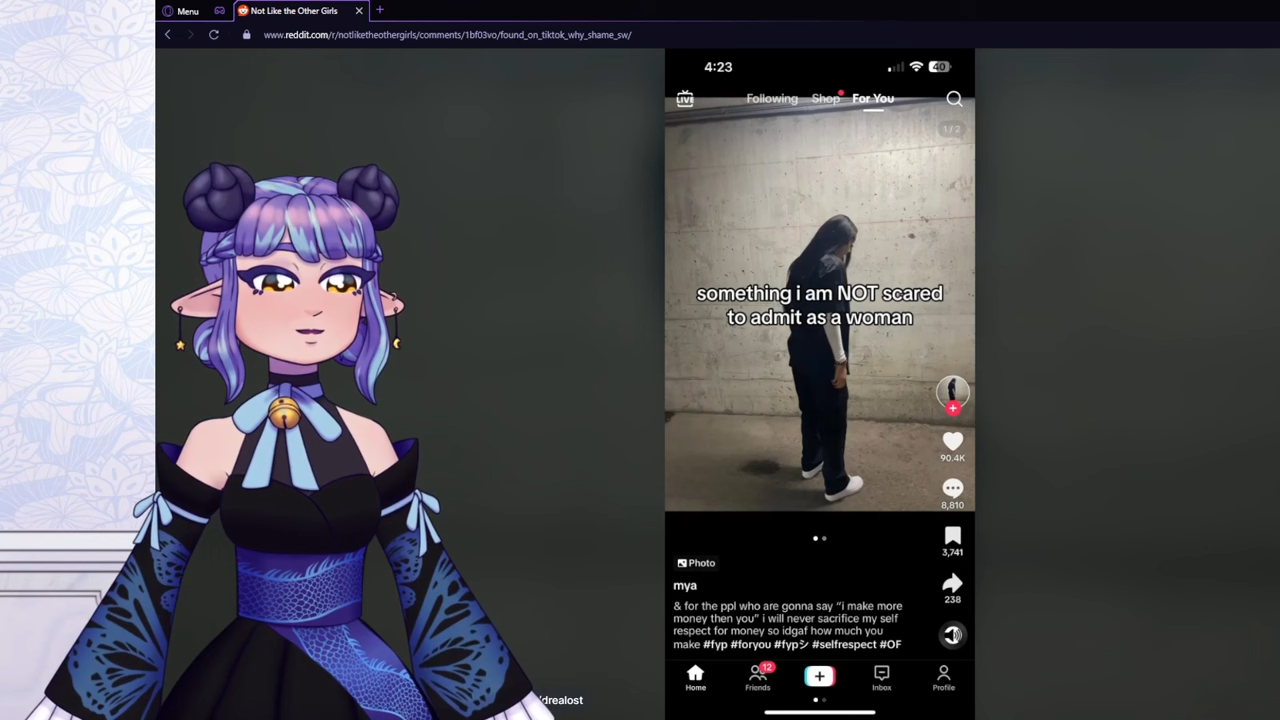 Menu
Not Like the Other Girls
www.reddit.com/r/notliketheothergirls/comments/1bf03vo/found_on_tiktok_why_shame_sw/
4:23
40
LIVE
Following
Shop
For You
1/2
something i am NOT scared
to admit as a woman
90.4K
8,810
3,741
238
Photo
mya
& for the ppl who are gonna say “i make more
money then you” i will never sacrifice my self
respect for money so idgaf how much you
make #fyp #foryou #fypシ #selfrespect #OF
12
Home
Friends
Inbox
Profile
/drealost